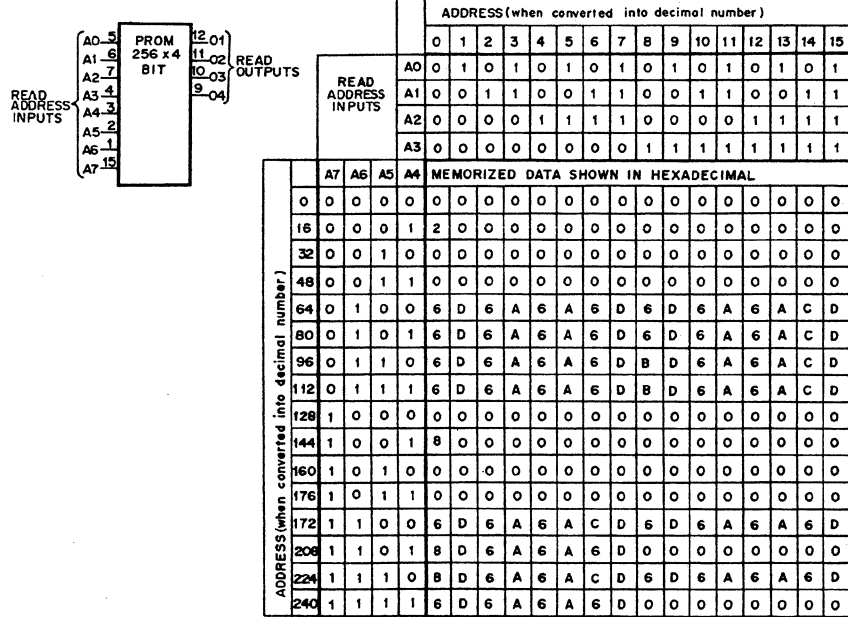 ADDRESS (when converted into decimal number)
0 1 2 3 4 5 6 7 8 9 10 11 12 13 14 15
READ ADDRESS INPUTS
A0 0 1 0 1 0 1 0 1 0 1 0 1 0 1 0 1
A1 0 0 1 1 0 0 1 1 0 0 1 1 0 0 1 1
A2 0 0 0 0 1 1 1 1 0 0 0 0 1 1 1 1
A3 0 0 0 0 0 0 0 0 1 1 1 1 1 1 1 1
READ ADDRESS INPUTS
A0 5
A1 6
A2 7
A3 4
A4 3
A5 2
A6 1
A7 15
PROM
256 x 4
BIT
12 01
11 02
10 03
9 04
READ OUTPUTS
A7 A6 A5 A4 MEMORIZED DATA SHOWN IN HEXADECIMAL
ADDRESS (when converted into decimal number)
0 0 0 0 0 0 0 0 0 0 0 0 0 0 0 0 0 0 0 0 0
16 0 0 0 1 2 0 0 0 0 0 0 0 0 0 0 0 0 0 0 0
32 0 0 1 0 0 0 0 0 0 0 0 0 0 0 0 0 0 0 0 0
48 0 0 1 1 0 0 0 0 0 0 0 0 0 0 0 0 0 0 0 0
64 0 1 0 0 6 D 6 A 6 A 6 D 6 D 6 A 6 A C D
80 0 1 0 1 6 D 6 A 6 A 6 D 6 D 6 A 6 A C D
96 0 1 1 0 6 D 6 A 6 A 6 D B D 6 A 6 A C D
112 0 1 1 1 6 D 6 A 6 A 6 D B D 6 A 6 A C D
128 1 0 0 0 0 0 0 0 0 0 0 0 0 0 0 0 0 0 0 0
144 1 0 0 1 8 0 0 0 0 0 0 0 0 0 0 0 0 0 0 0
160 1 0 1 0 0 0 0 0 0 0 0 0 0 0 0 0 0 0 0 0
176 1 0 1 1 0 0 0 0 0 0 0 0 0 0 0 0 0 0 0 0
172 1 1 0 0 6 D 6 A 6 A C D 6 D 6 A 6 A 6 D
208 1 1 0 1 8 D 6 A 6 A 6 D 0 0 0 0 0 0 0 0
224 1 1 1 0 B D 6 A 6 A C D 6 D 6 A 6 A 6 D
240 1 1 1 1 6 D 6 A 6 A 6 D 0 0 0 0 0 0 0 0